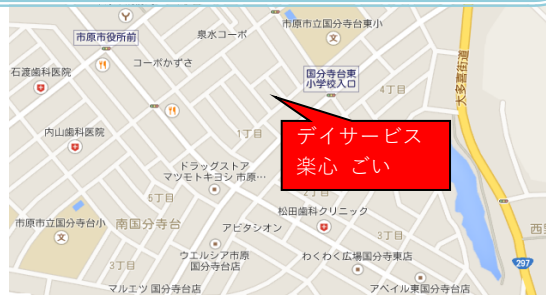 市原市立国分寺台東小
泉水コーポ
市原市役所前
コーポかずさ
石渡歯科医院
国分寺台東
小学校入口
4丁目
大多喜街道
内山歯科医院
1丁目
デイサービス
楽心 ごい
ドラッグストア
マツモトキヨシ 市原…
5丁目
2丁目
松田歯科クリニック
市原市立国分寺台小
南国分寺台
アビタシオン
3丁目
西
ウエルシア市原
国分寺台店
わくわく広場国分寺東店
297
3丁目
マルエツ 国分寺台店
アベイル東国分寺台店